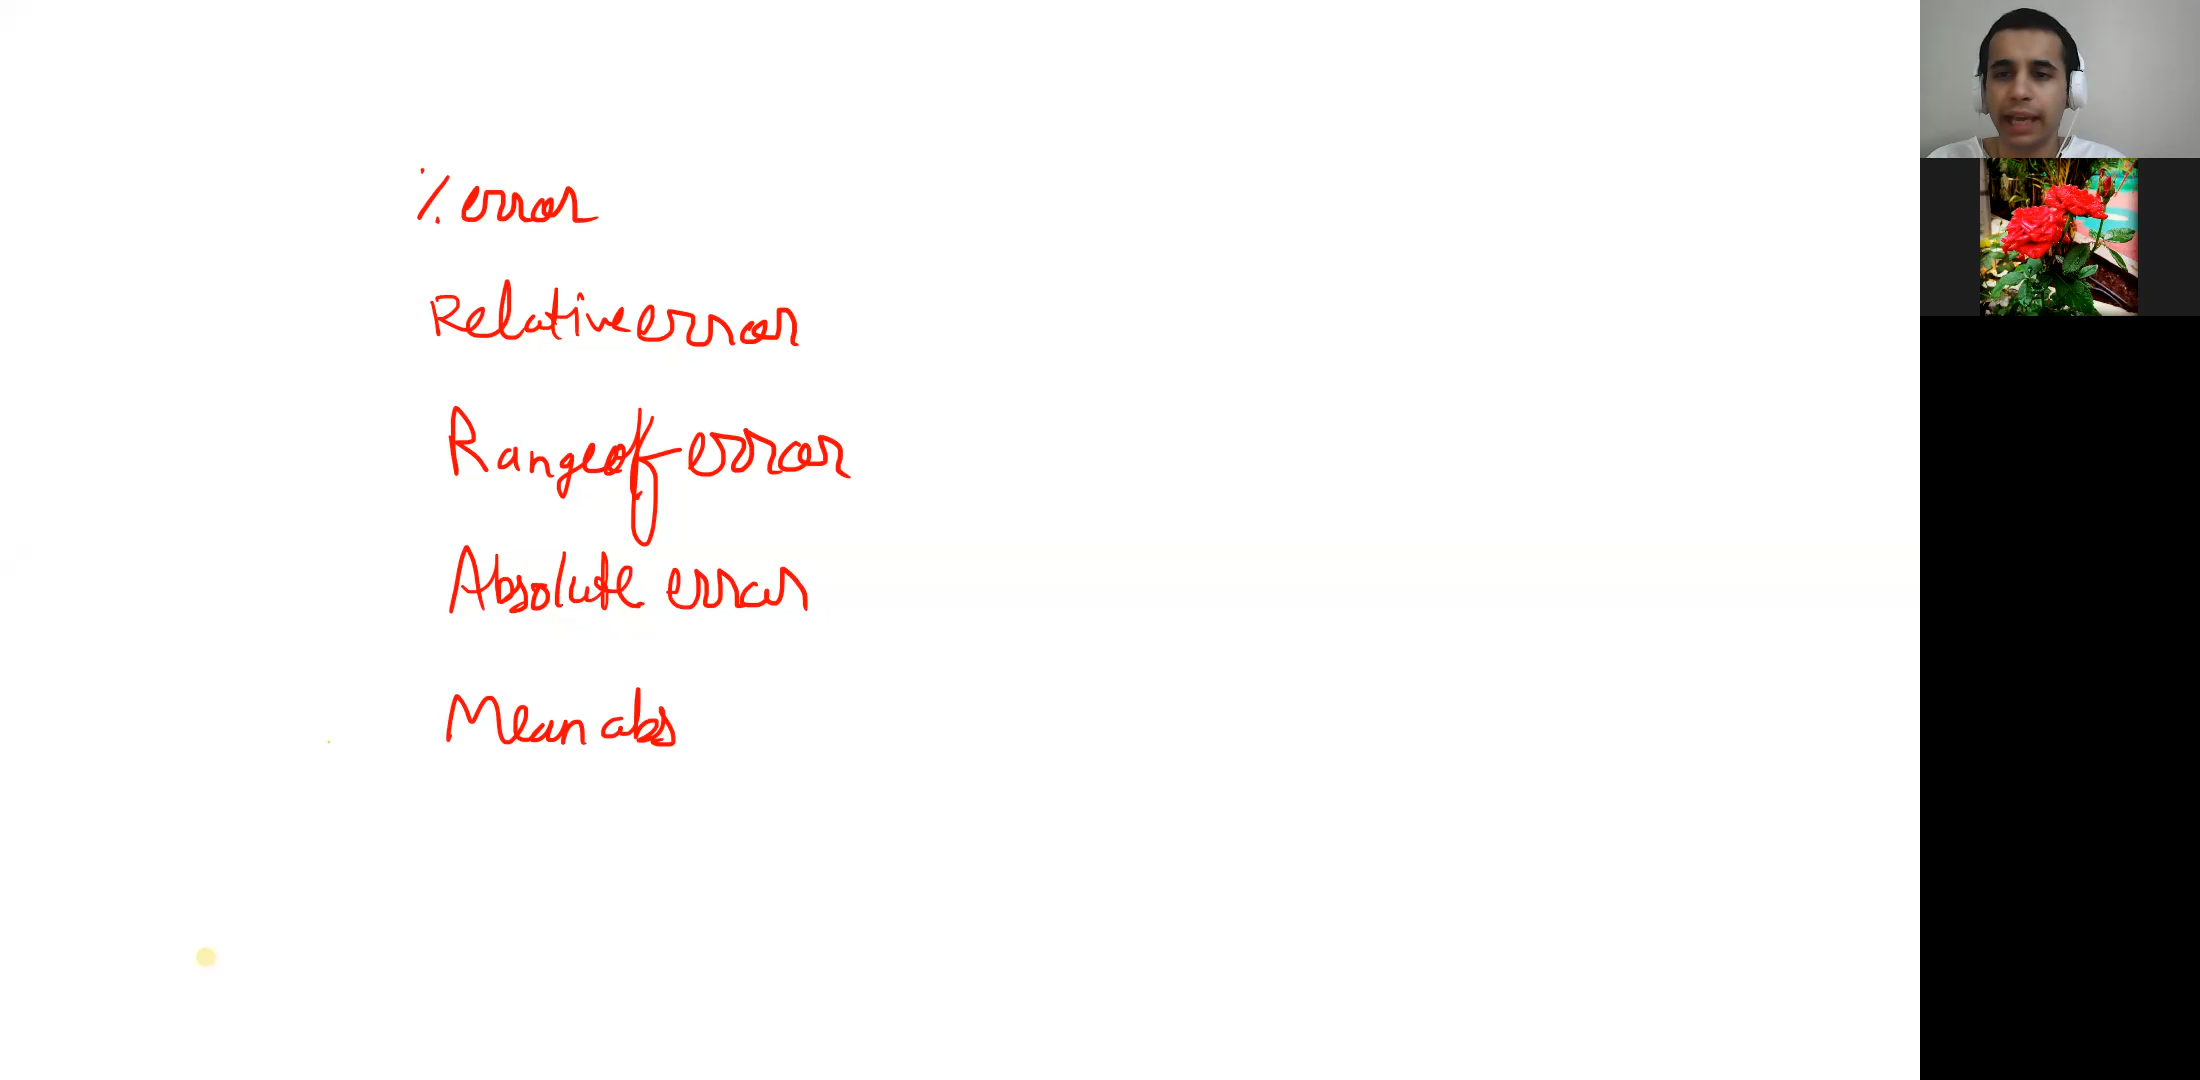 % error
Relative error
Range of error
Absolute error
Mean abs